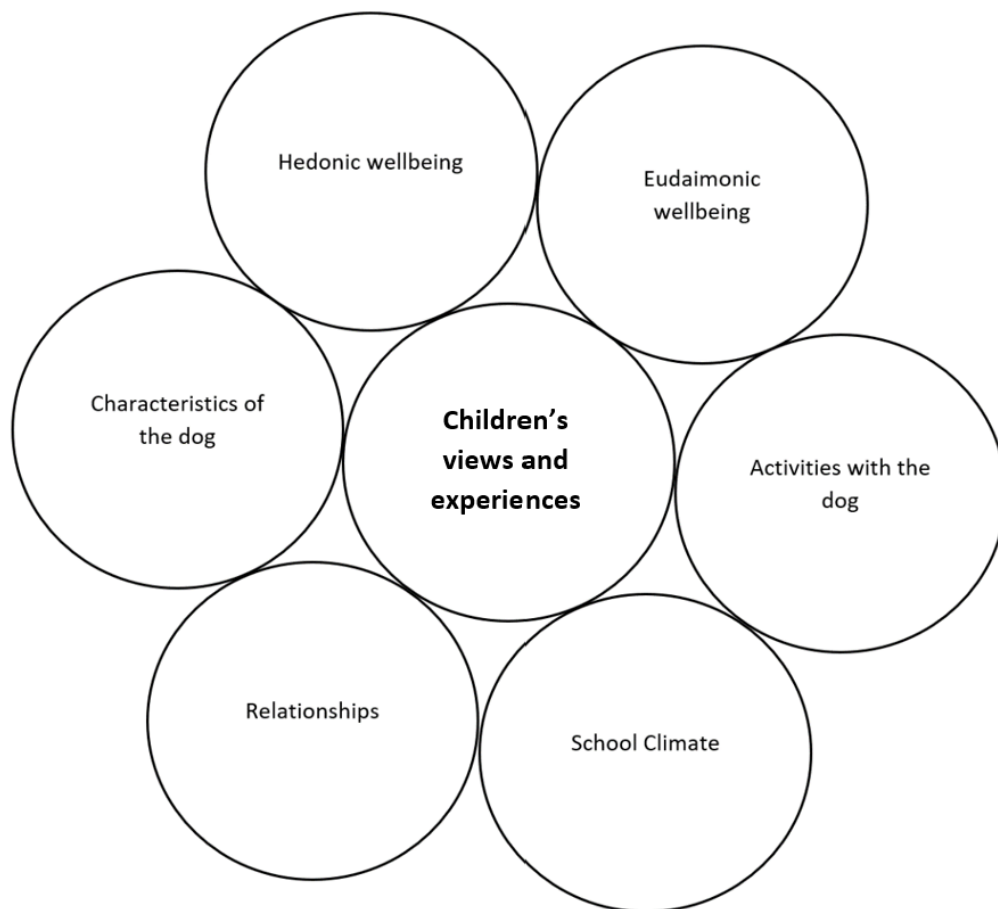 Hedonic wellbeing
Eudaimonic
wellbeing
Characteristics of
the dog
Children’s
views and
experiences
Activities with the
dog
Relationships
School Climate